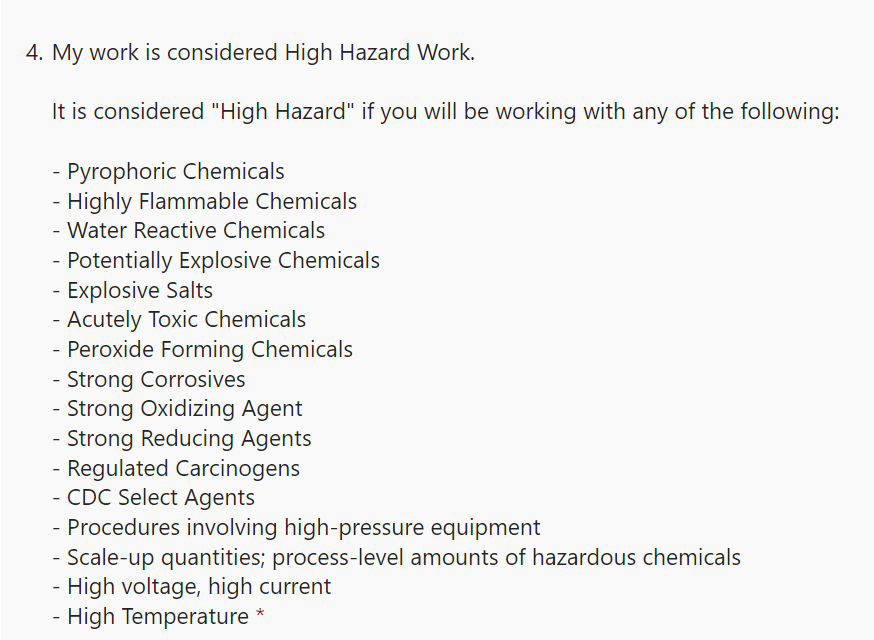 4. My work is considered High Hazard Work.
It is considered "High Hazard" if you will be working with any of the following:
- Pyrophoric Chemicals
- Highly Flammable Chemicals
- Water Reactive Chemicals
- Potentially Explosive Chemicals
- Explosive Salts
- Acutely Toxic Chemicals
- Peroxide Forming Chemicals
- Strong Corrosives
- Strong Oxidizing Agent
- Strong Reducing Agents
- Regulated Carcinogens
- CDC Select Agents
- Procedures involving high-pressure equipment
- Scale-up quantities; process-level amounts of hazardous chemicals
- High voltage, high current
- High Temperature *